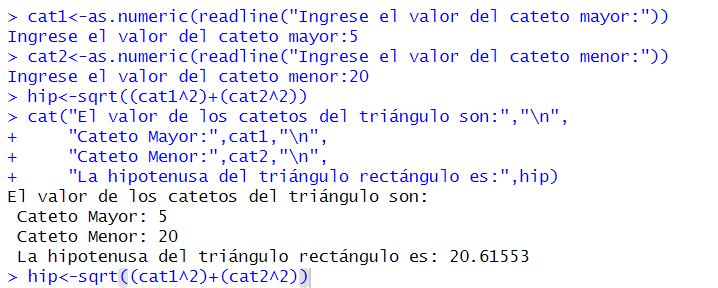 > cat1<-as.numeric(readline("Ingrese el valor del cateto mayor:"))
Ingrese el valor del cateto mayor:5
> cat2<-as.numeric(readline("Ingrese el valor del cateto menor:"))
Ingrese el valor del cateto menor:20
> hip<-sqrt((cat1^2)+(cat2^2))
> cat("El valor de los catetos del triángulo son:","\n",
+     "Cateto Mayor:",cat1,"\n",
+     "Cateto Menor:",cat2,"\n",
+     "La hipotenusa del triángulo rectángulo es:",hip)
El valor de los catetos del triángulo son:
 Cateto Mayor: 5
 Cateto Menor: 20
 La hipotenusa del triángulo rectángulo es: 20.61553
> hip<-sqrt((cat1^2)+(cat2^2))